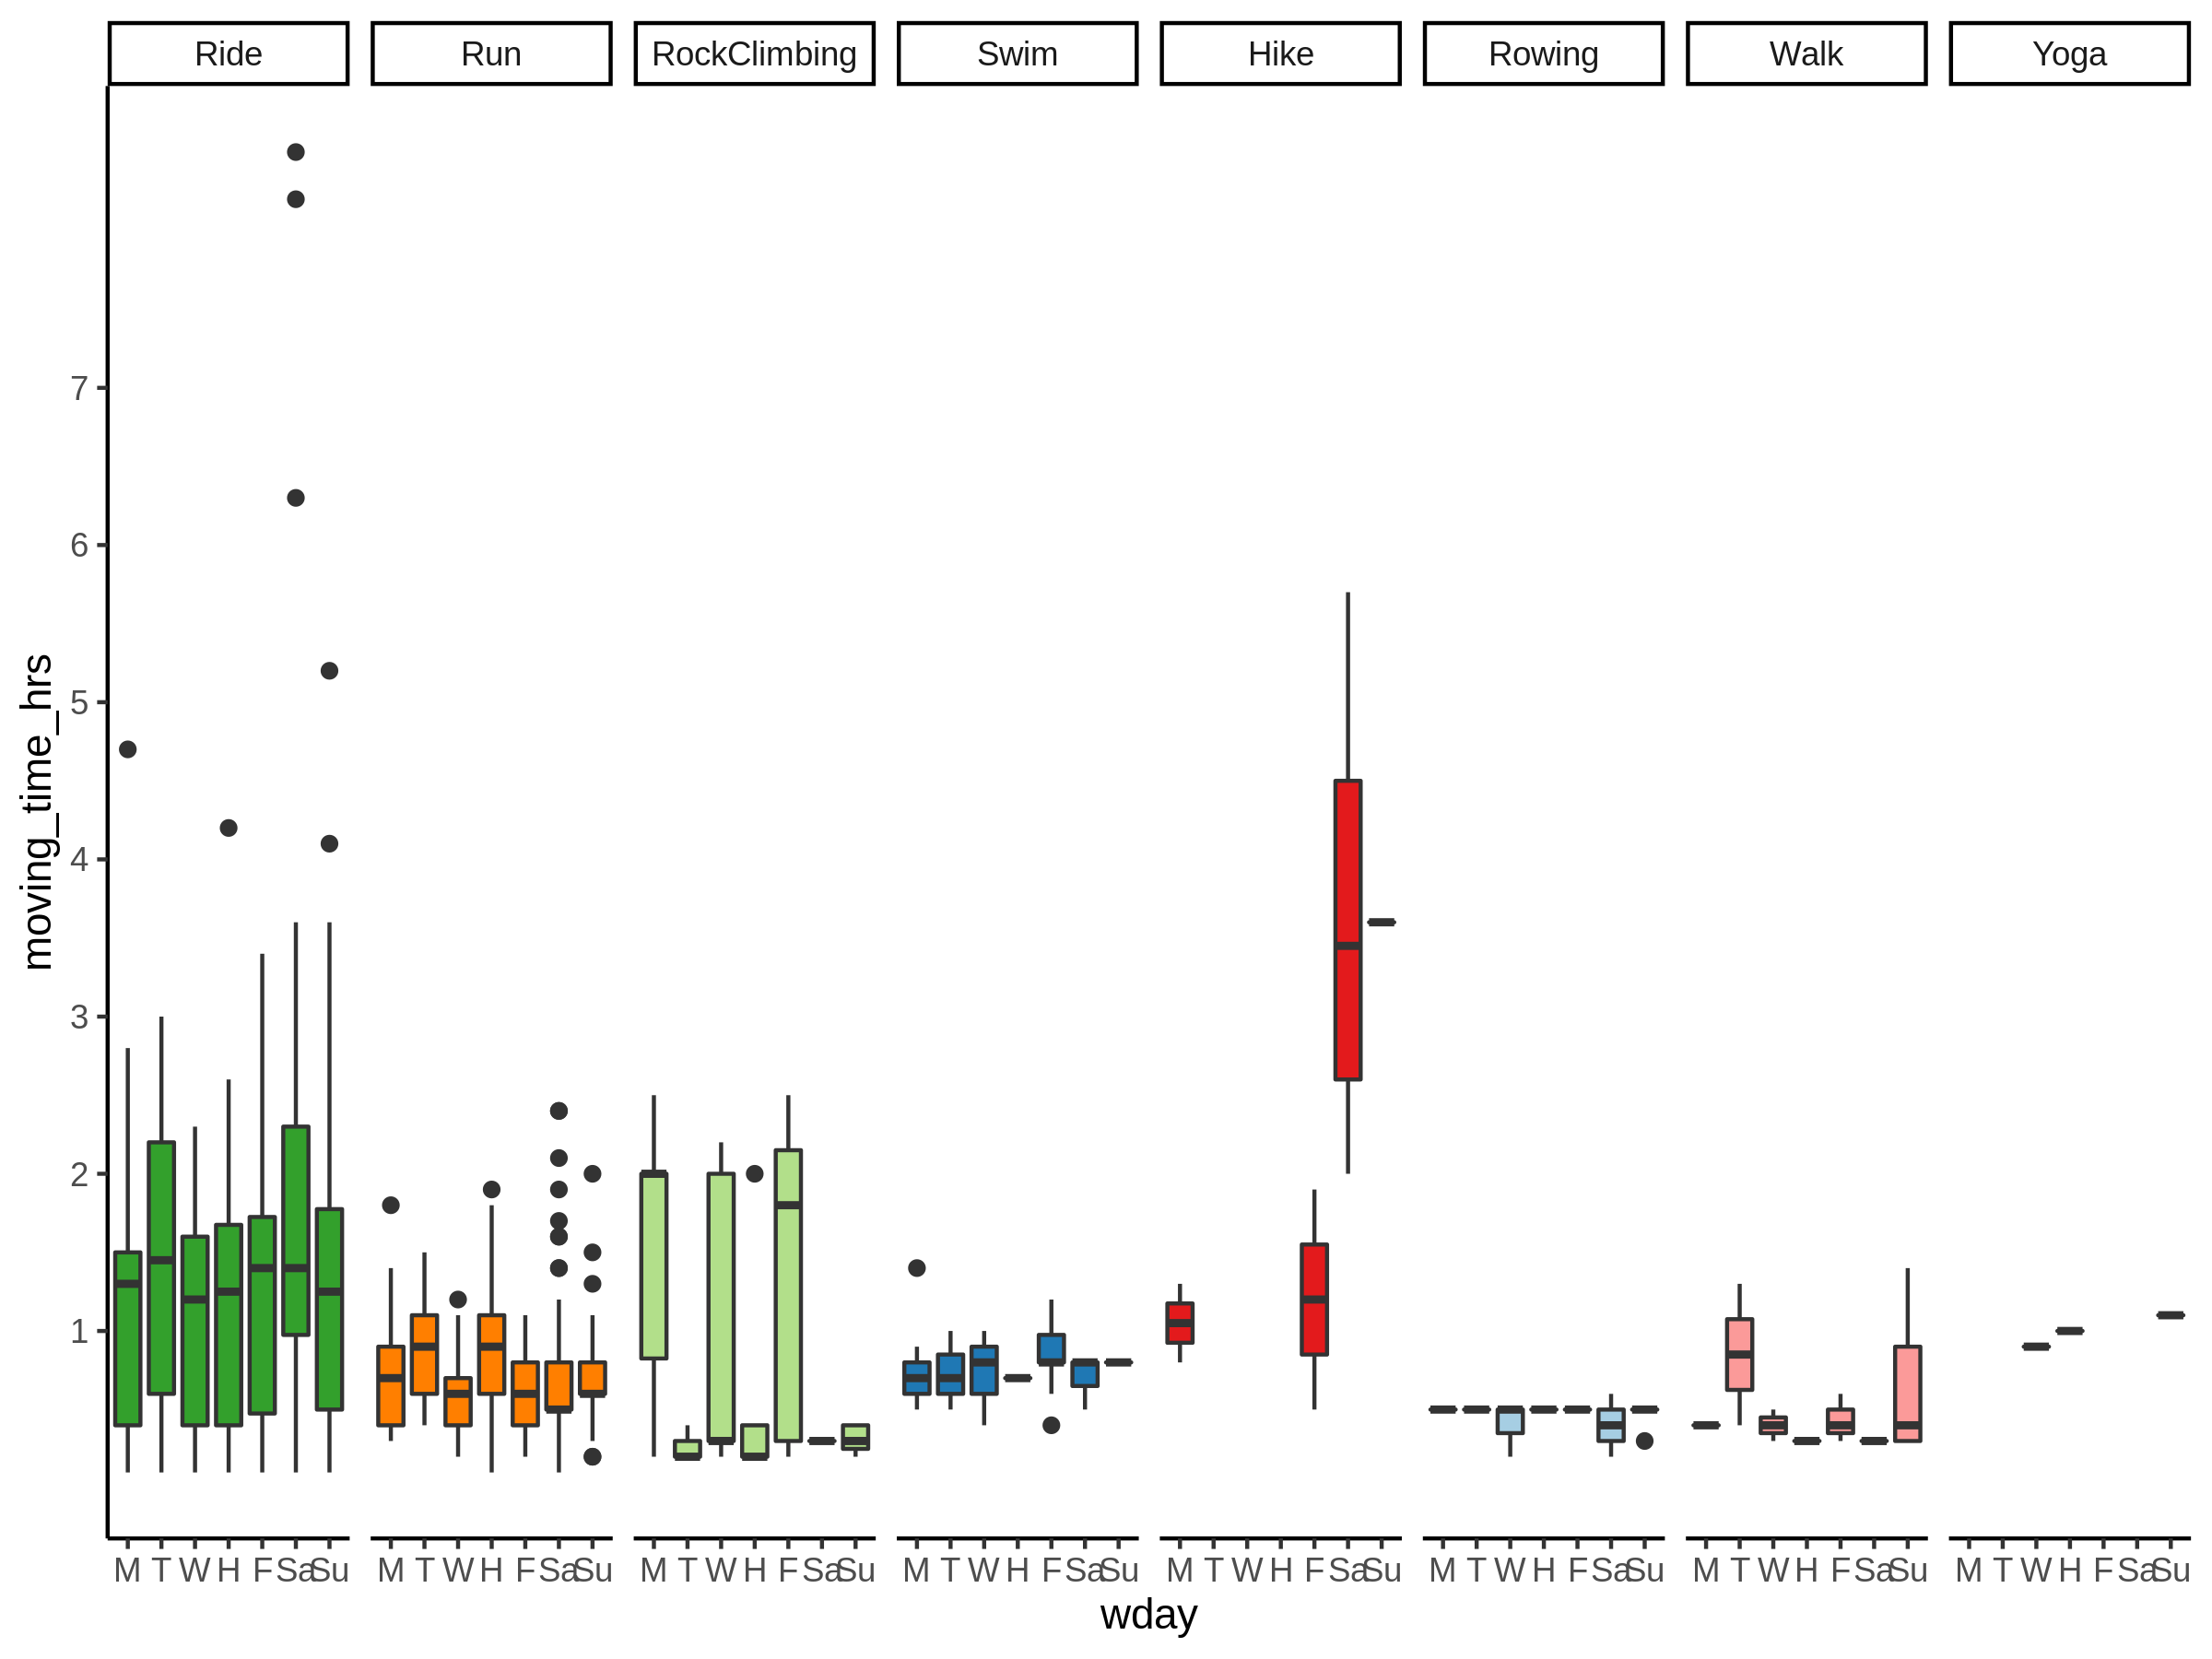 Ride Run RockClimbing Swim Hike Rowing Walk Yoga
7
6
5
4
3
2
1
moving_time_hrs
M T W H F Sa Su M T W H F Sa Su M T W H F Sa Su M T W H F Sa Su M T W H F Sa Su M T W H F Sa Su M T W H F Sa Su M T W H F Sa Su
wday